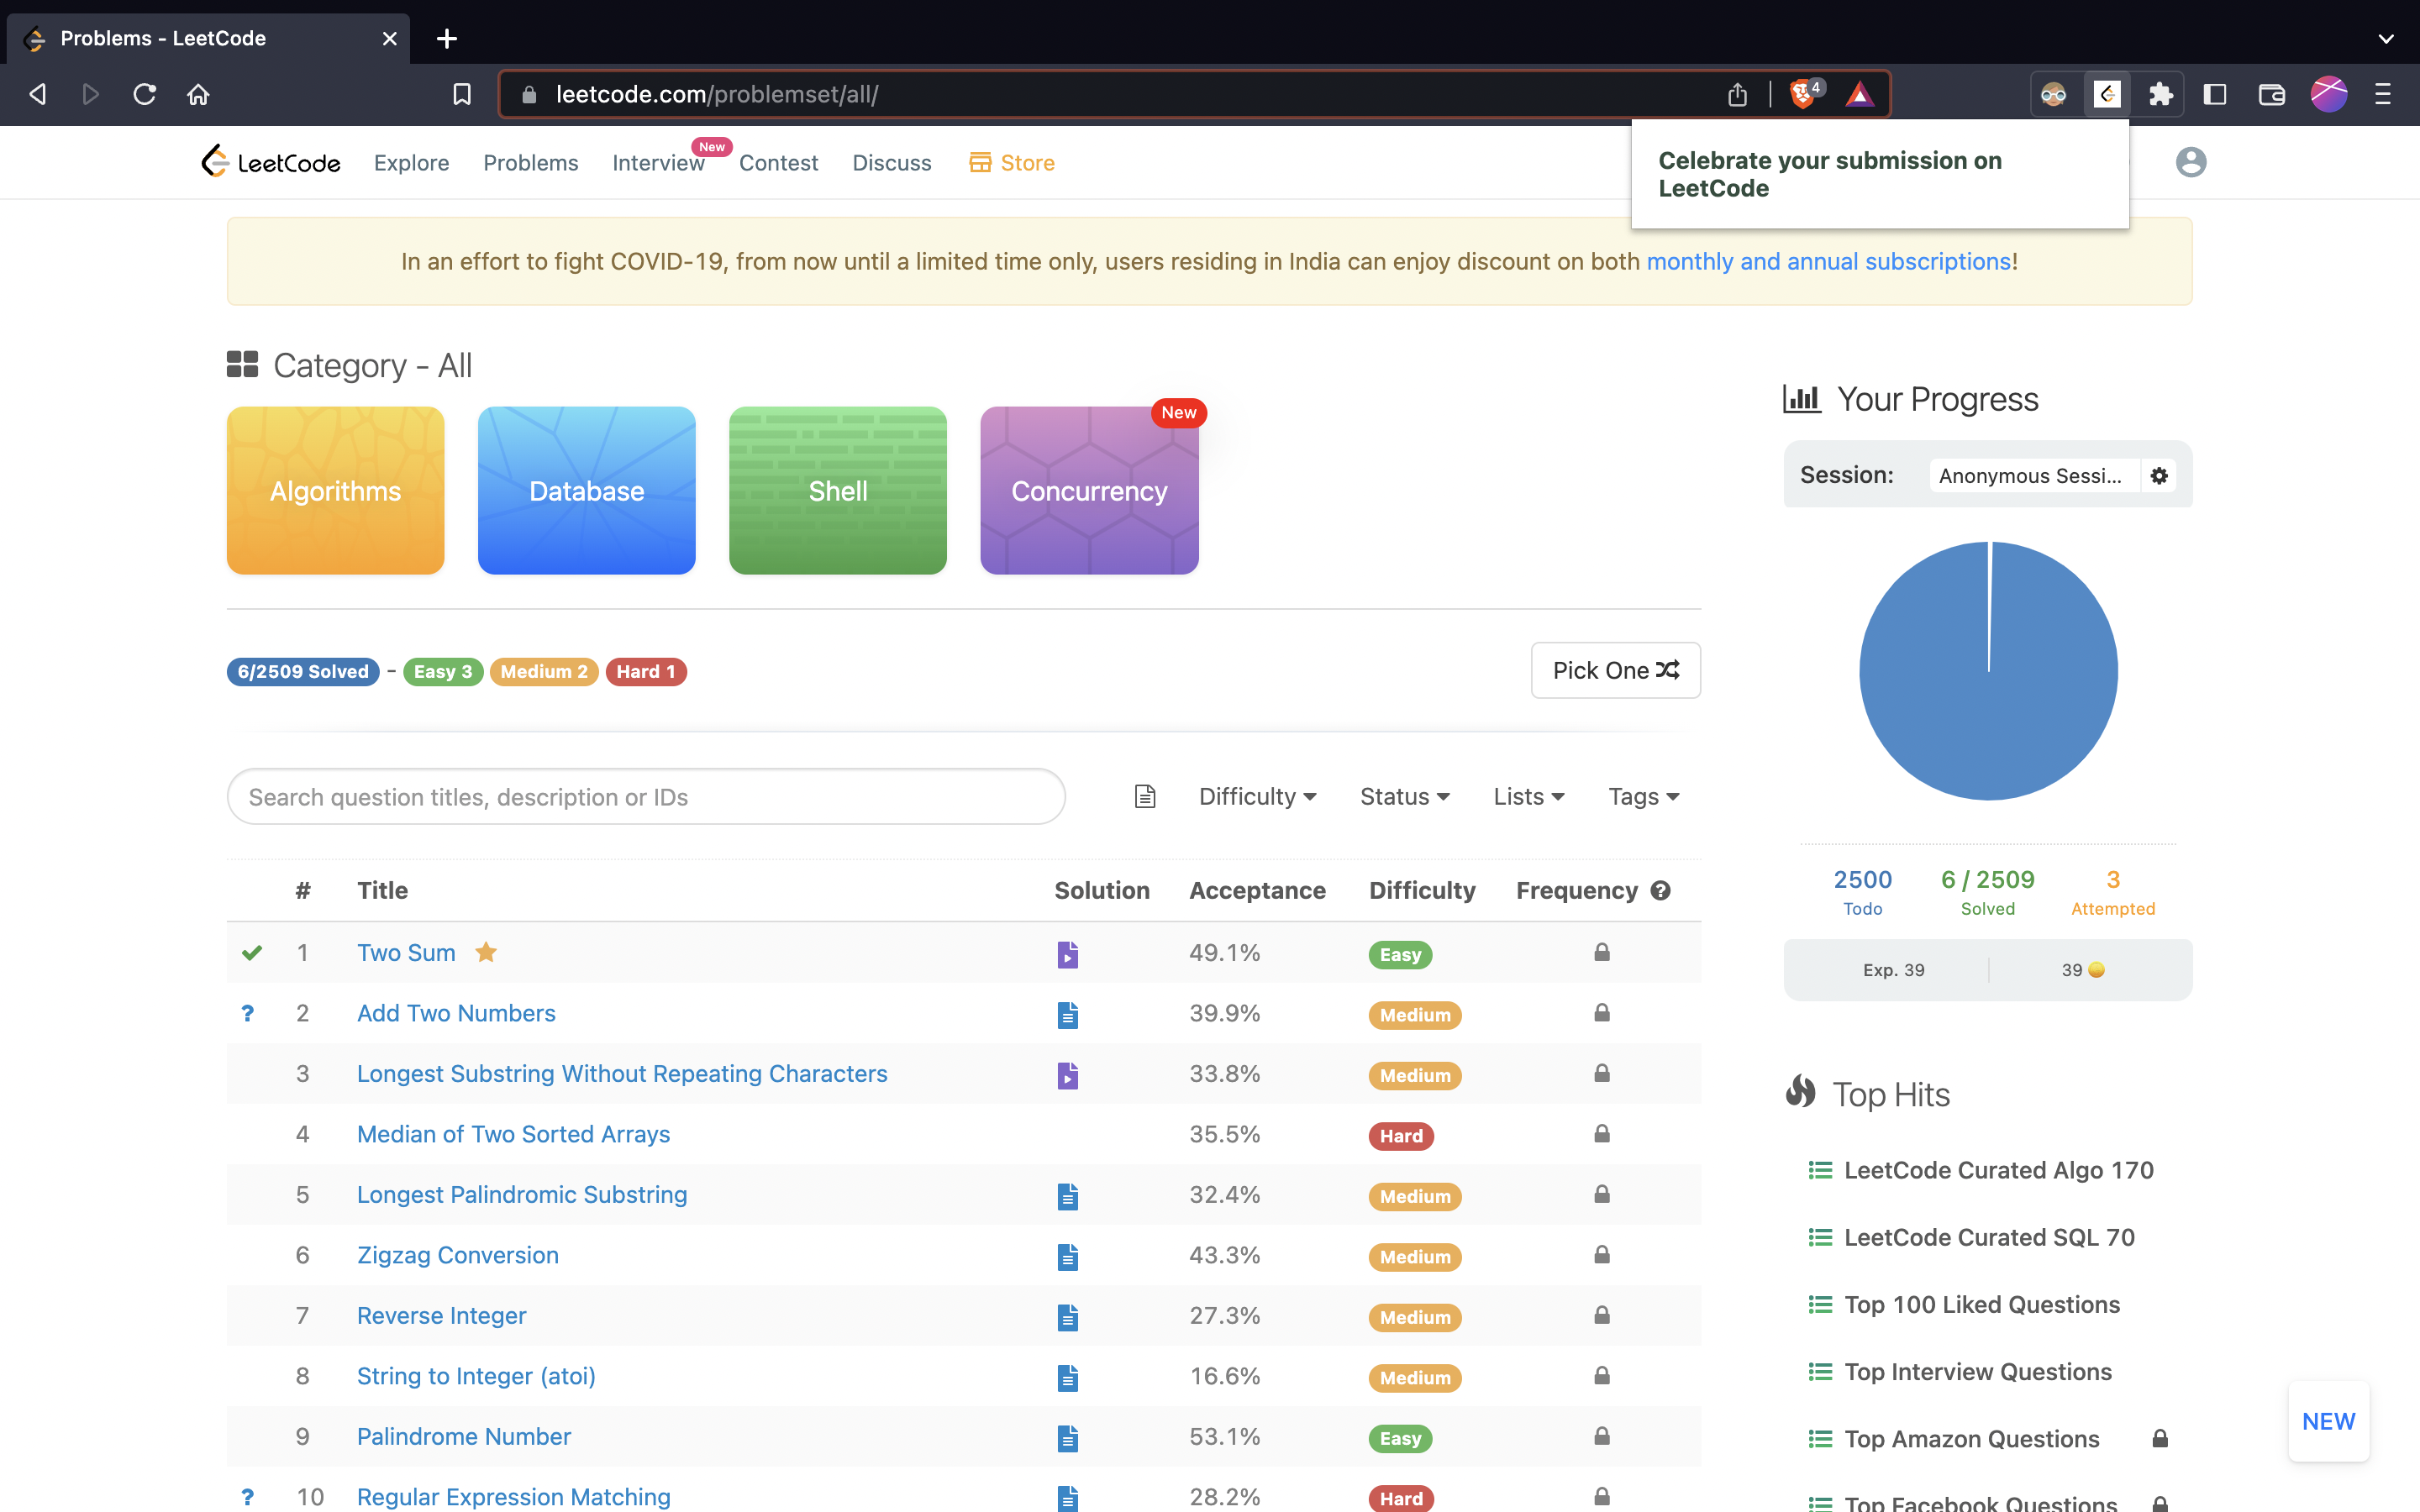 Problems - LeetCode
leetcode.com/problemset/all/
4
LeetCode
Explore
Problems
Interview
New
Contest
Discuss
Store
Celebrate your submission on
LeetCode
In an effort to fight COVID-19, from now until a limited time only, users residing in India can enjoy discount on both monthly and annual subscriptions!
Category - All
Algorithms
Database
Shell
Concurrency
New
6/2509 Solved - Easy 3 Medium 2 Hard 1
Pick One
Search question titles, description or IDs
Difficulty
Status
Lists
Tags
# Title Solution Acceptance Difficulty Frequency
1 Two Sum 49.1% Easy
? 2 Add Two Numbers 39.9% Medium
3 Longest Substring Without Repeating Characters 33.8% Medium
4 Median of Two Sorted Arrays 35.5% Hard
5 Longest Palindromic Substring 32.4% Medium
6 Zigzag Conversion 43.3% Medium
7 Reverse Integer 27.3% Medium
8 String to Integer (atoi) 16.6% Medium
9 Palindrome Number 53.1% Easy
? 10 Regular Expression Matching 28.2% Hard
Your Progress
Session: Anonymous Sessi...
2500 6 / 2509 3
Todo Solved Attempted
Exp. 39 39
Top Hits
LeetCode Curated Algo 170
LeetCode Curated SQL 70
Top 100 Liked Questions
Top Interview Questions
Top Amazon Questions
Top Facebook Questions
NEW